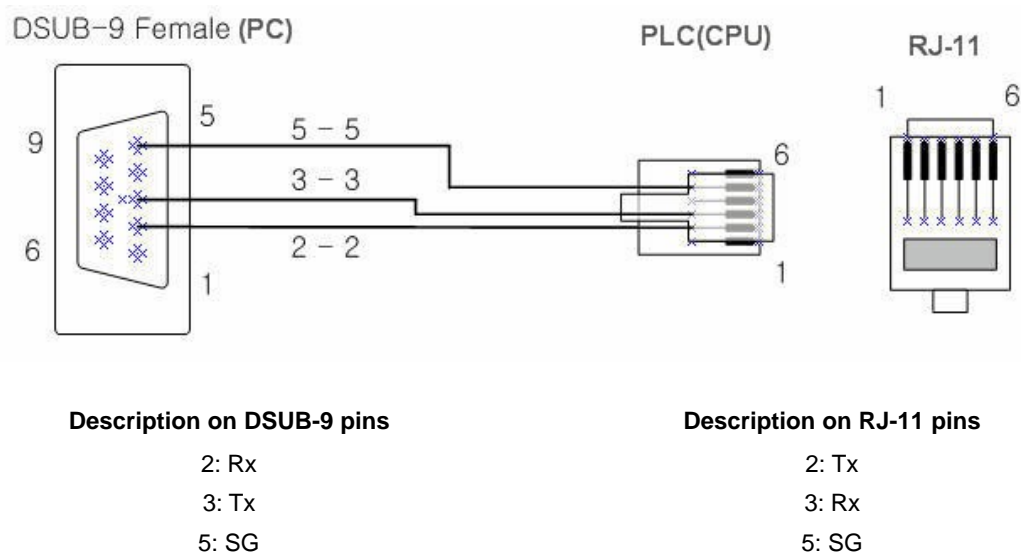 DSUB-9 Female (PC)
PLC(CPU)
RJ-11
1 6
5
9
5 - 5
3 - 3
2 - 2
6
6
1
1
Description on DSUB-9 pins
2: Rx
3: Tx
5: SG
Description on RJ-11 pins
2: Tx
3: Rx
5: SG